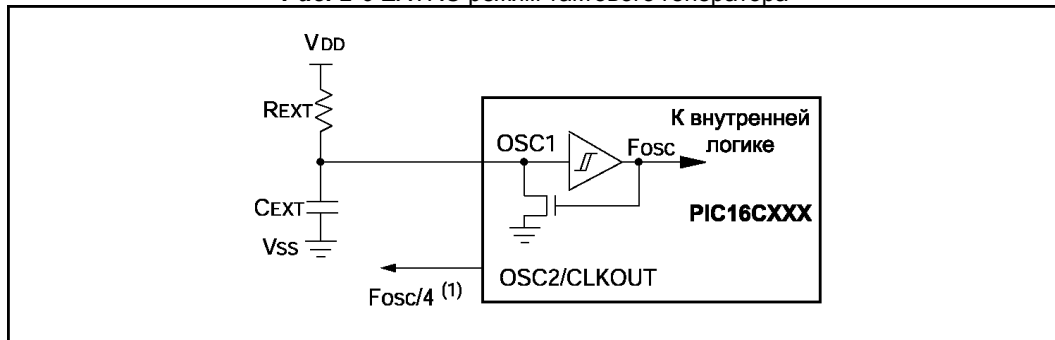 VDD
REXT
К внутренней
логике
OSC1
Fosc
PIC16CXXX
CEXT
Vss
OSC2/CLKOUT
Fosc/4 (1)